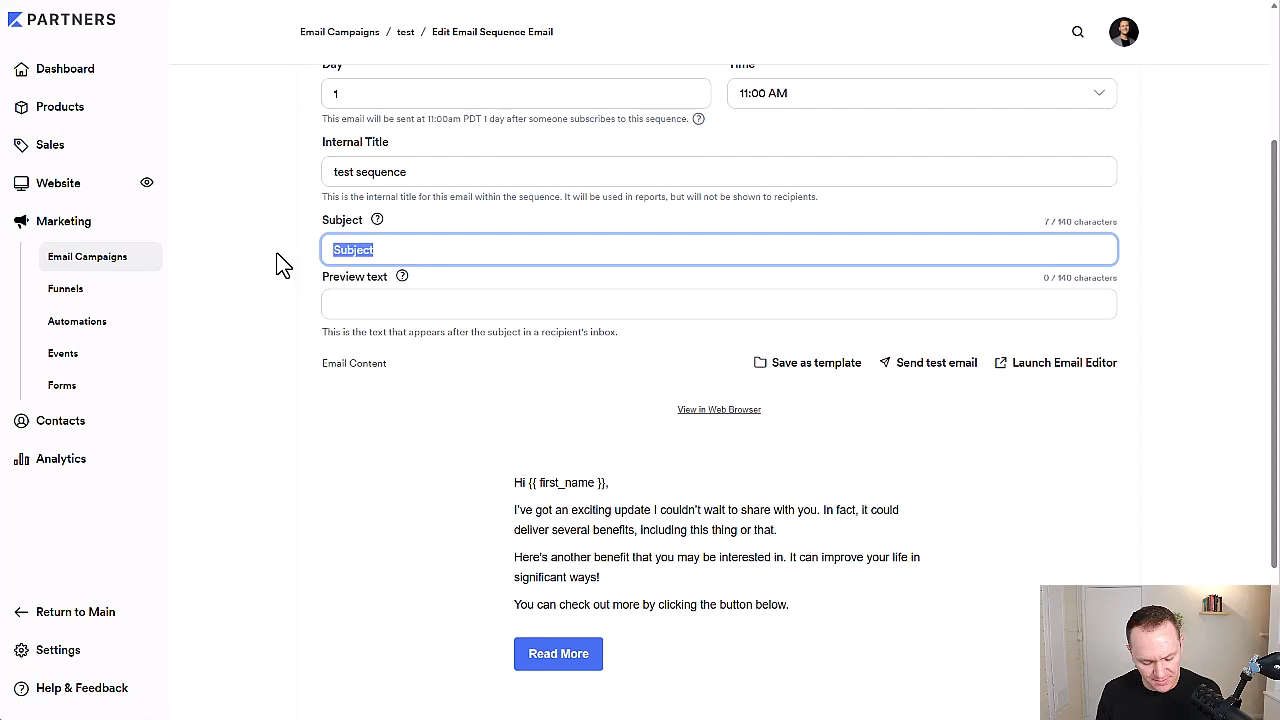 PARTNERS
Email Campaigns / test / Edit Email Sequence Email
Dashboard
Products
Sales
Website
Marketing
Email Campaigns
Funnels
Automations
Events
Forms
Contacts
Analytics
Return to Main
Settings
Help & Feedback
Day
Time
1
11:00 AM
This email will be sent at 11:00am PDT 1 day after someone subscribes to this sequence.
Internal Title
test sequence
This is the internal title for this email within the sequence. It will be used in reports, but will not be shown to recipients.
Subject
7 / 140 characters
Subject
Preview text
0 / 140 characters
This is the text that appears after the subject in a recipient's inbox.
Email Content
Save as template
Send test email
Launch Email Editor
View in Web Browser
Hi {{ first_name }},
I've got an exciting update I couldn't wait to share with you. In fact, it could
deliver several benefits, including this thing or that.
Here's another benefit that you may be interested in. It can improve your life in
significant ways!
You can check out more by clicking the button below.
Read More